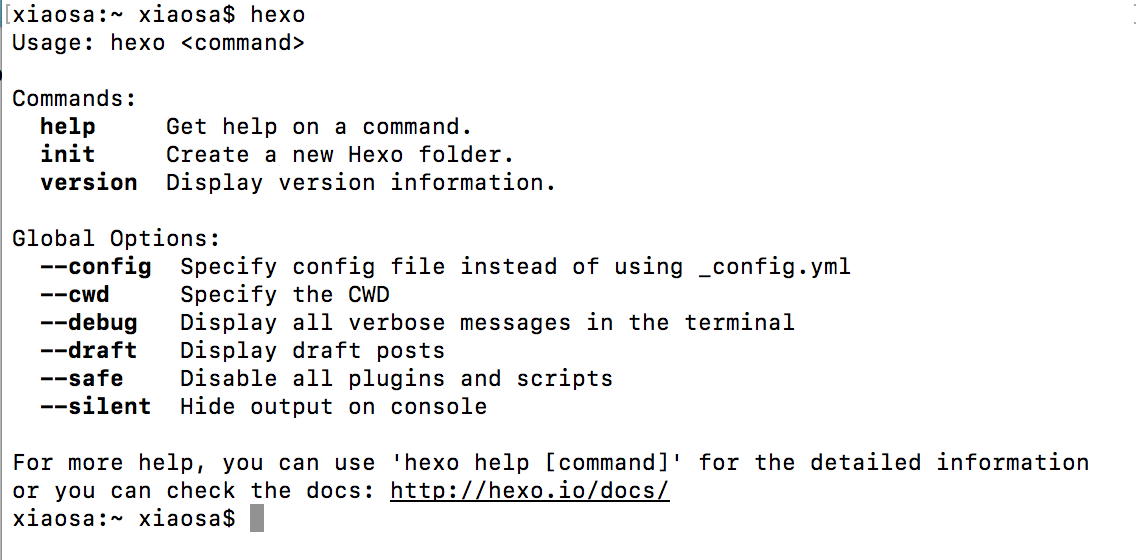 [xiaosa:~ xiaosa$ hexo
Usage: hexo <command>
Commands:
help Get help on a command.
init Create a new Hexo folder.
version Display version information.
Global Options:
--config Specify config file instead of using _config.yml
--cwd Specify the CWD
--debug Display all verbose messages in the terminal
--draft Display draft posts
--safe Disable all plugins and scripts
--silent Hide output on console
For more help, you can use 'hexo help [command]' for the detailed information
or you can check the docs: http://hexo.io/docs/
xiaosa:~ xiaosa$